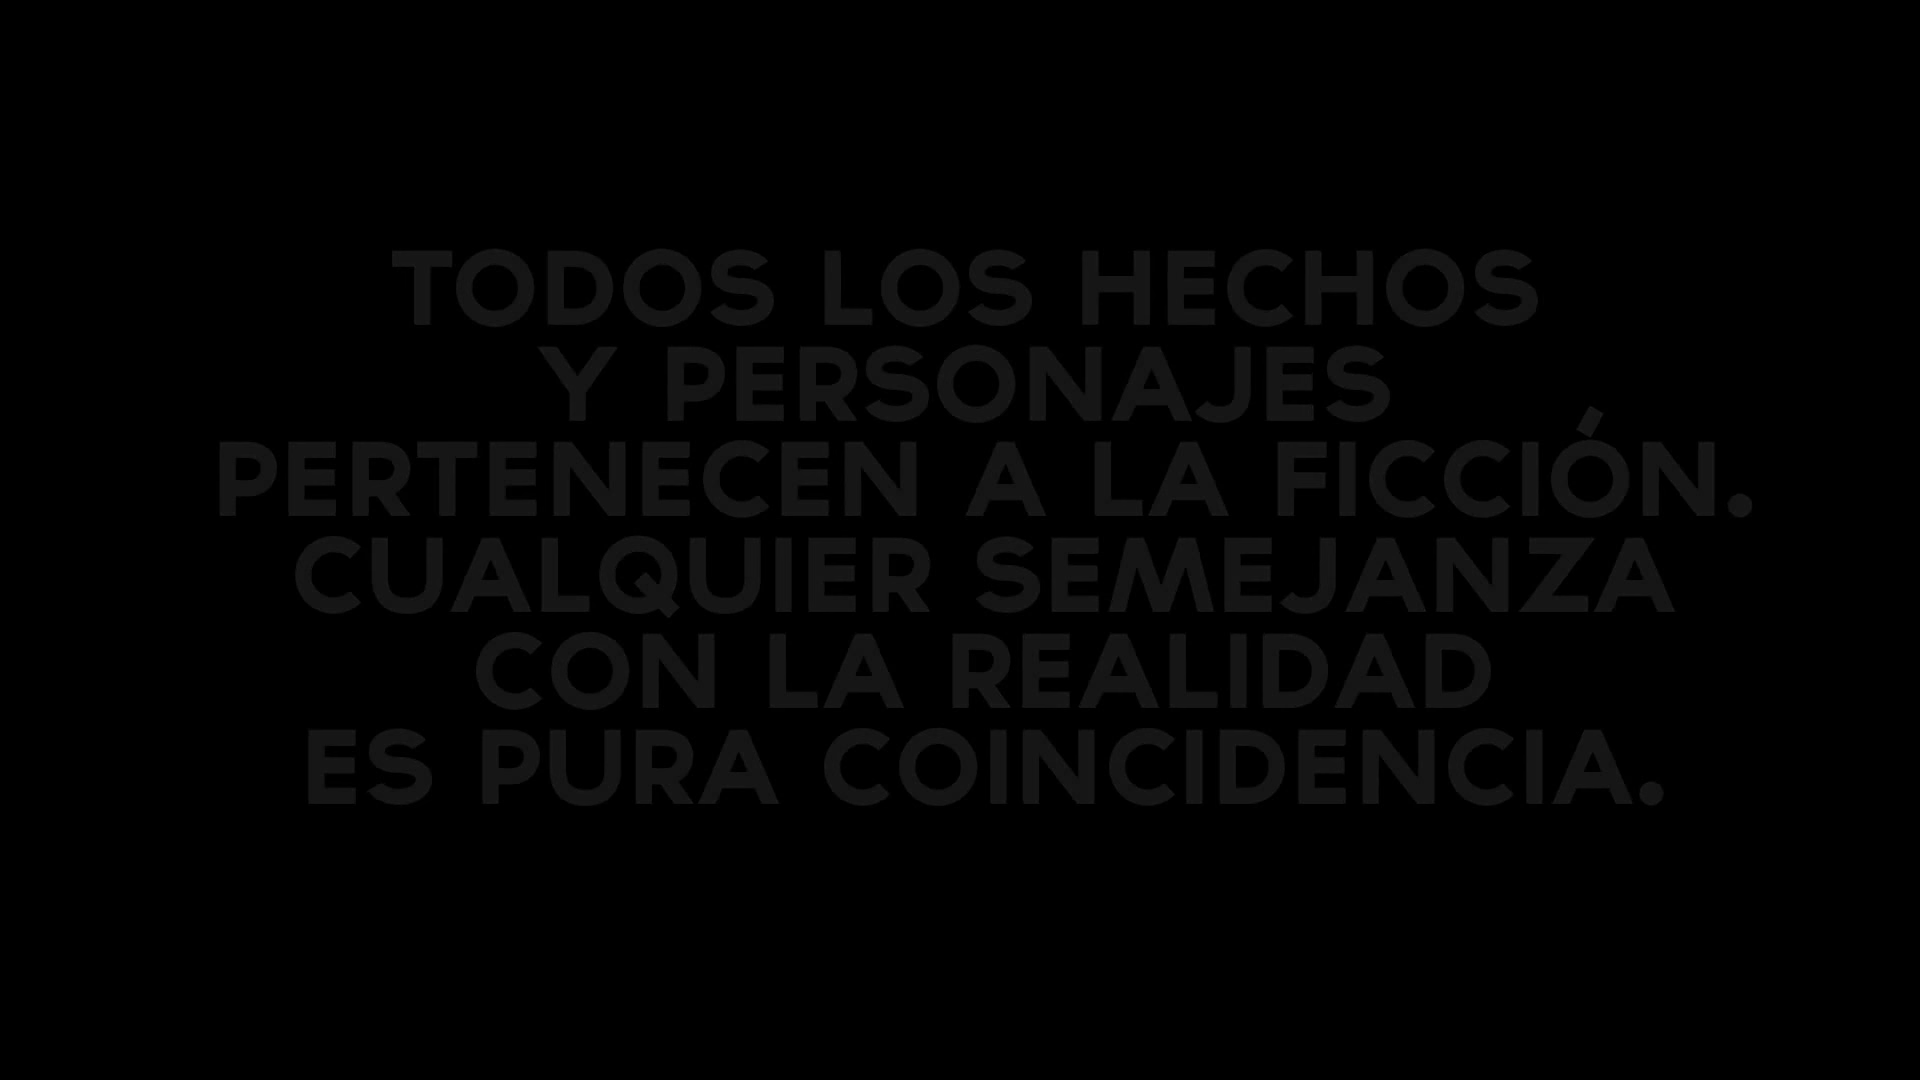 TODOS LOS HECHOS
Y PERSONAJES
PERTENECEN A LA FICCIÓN.
CUALQUIER SEMEJANZA
CON LA REALIDAD
ES PURA COINCIDENCIA.